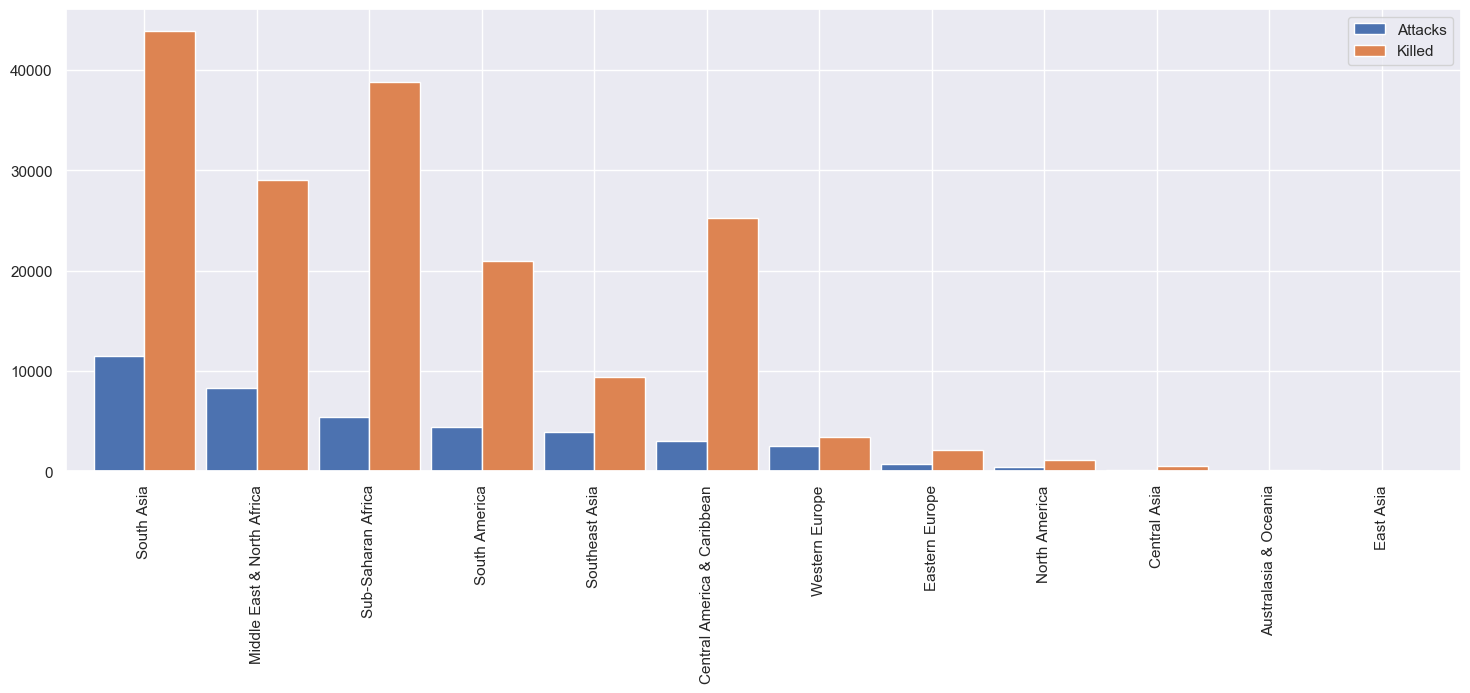 Attacks
Killed
40000
30000
20000
10000
0
South Asia
Middle East & North Africa
Sub-Saharan Africa
South America
Southeast Asia
Central America & Caribbean
Western Europe
Eastern Europe
North America
Central Asia
Australasia & Oceania
East Asia